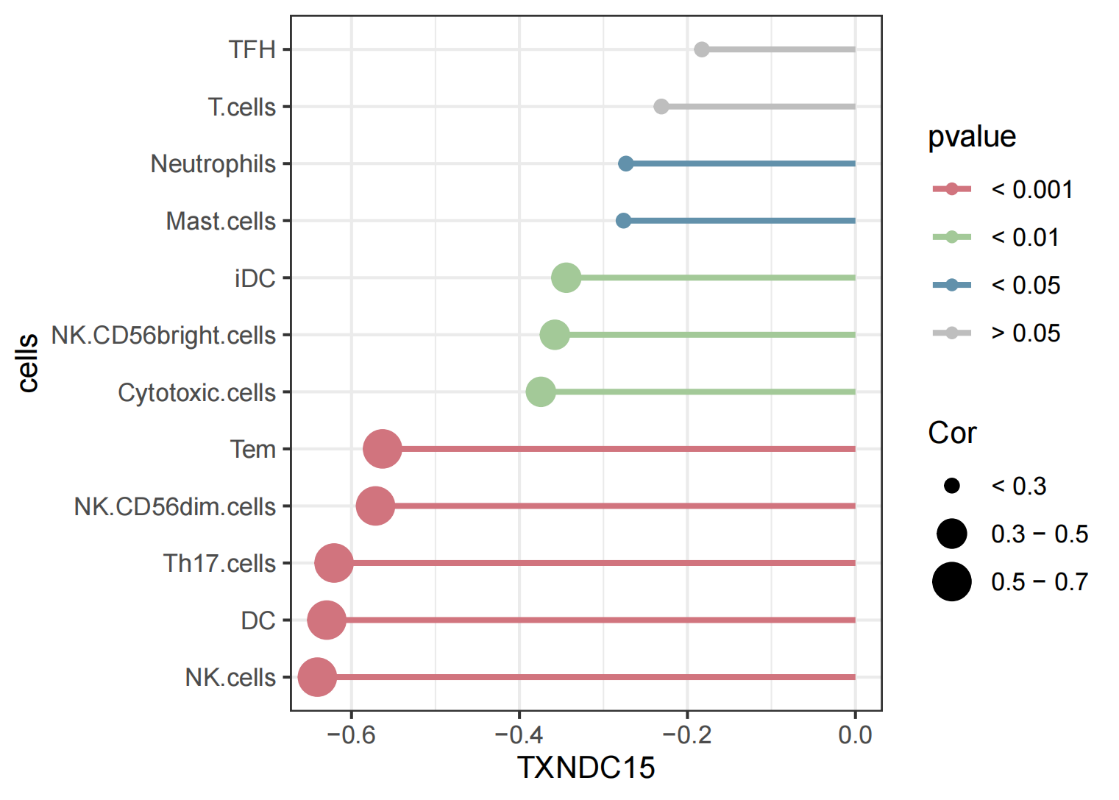 TFH
T.cells
Neutrophils
Mast.cells
iDC
NK.CD56bright.cells
Cytotoxic.cells
Tem
NK.CD56dim.cells
Th17.cells
DC
NK.cells
cells
−0.6
−0.4
−0.2
0.0
TXNDC15
pvalue
< 0.001
< 0.01
< 0.05
> 0.05
Cor
< 0.3
0.3 − 0.5
0.5 − 0.7